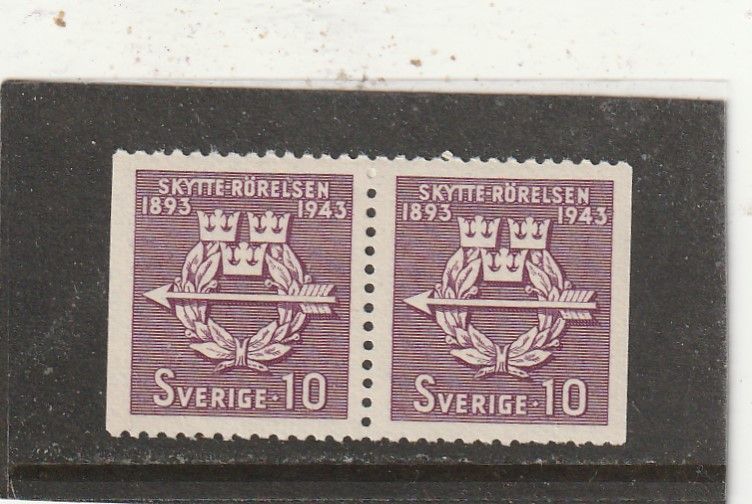 SKYTTE-RÖRELSEN
1893 1943
SVERIGE·10
SKYTTE-RÖRELSEN
1893 1943
SVERIGE·10